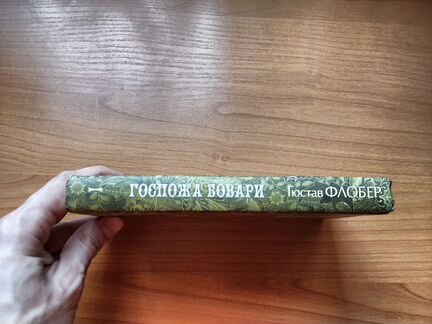 ГОСПОЖА БОВАРИ Гюстав ФЛОБЕР